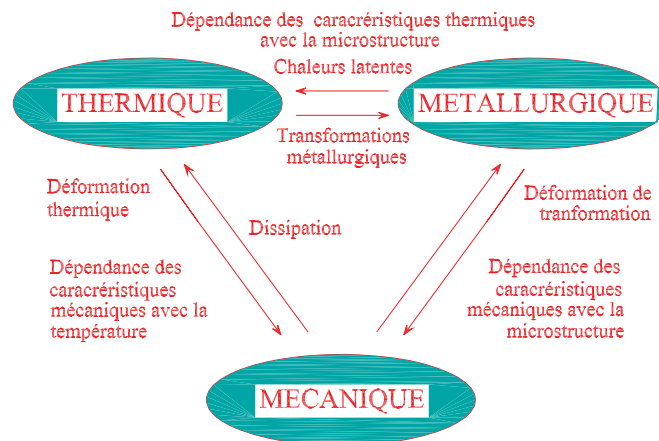 Dépendance des caracréristiques thermiques
avec la microstructure
Chaleurs latentes
THERMIQUE
METALLURGIQUE
Transformations
métallurgiques
Déformation
thermique
Dissipation
Déformation de
tranformation
Dépendance des
caracréristiques
mécaniques avec la
température
Dépendance des
caracréristiques
mécaniques avec la
microstructure
MECANIQUE